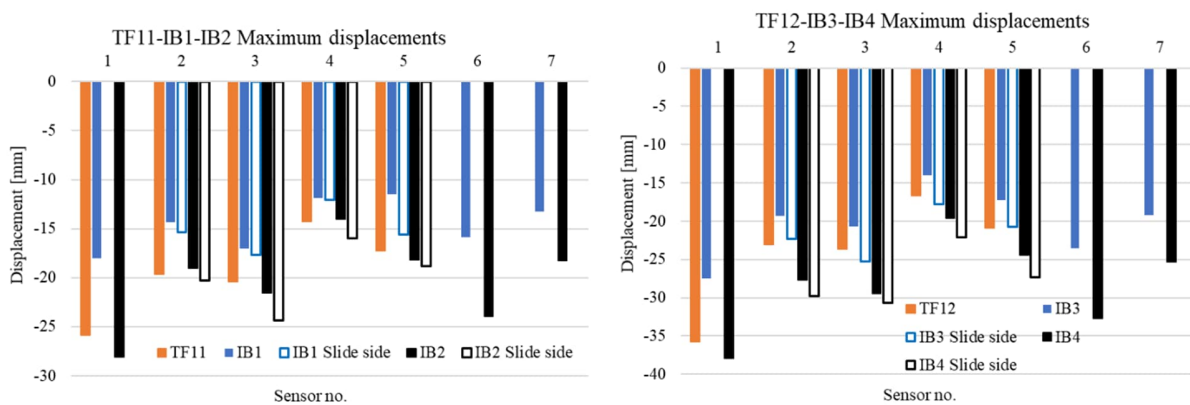 TF11-IB1-IB2 Maximum displacements
1 2 3 4 5 6 7
0
-5
-10
-15
-20
-25
-30
Displacement [mm]
TF11 IB1 IB1 Slide side IB2 IB2 Slide side
Sensor no.
TF12-IB3-IB4 Maximum displacements
1 2 3 4 5 6 7
0
-5
-10
-15
-20
-25
-30
-35
-40
Displacement [mm]
TF12 IB3
IB3 Slide side IB4
IB4 Slide side
Sensor no.